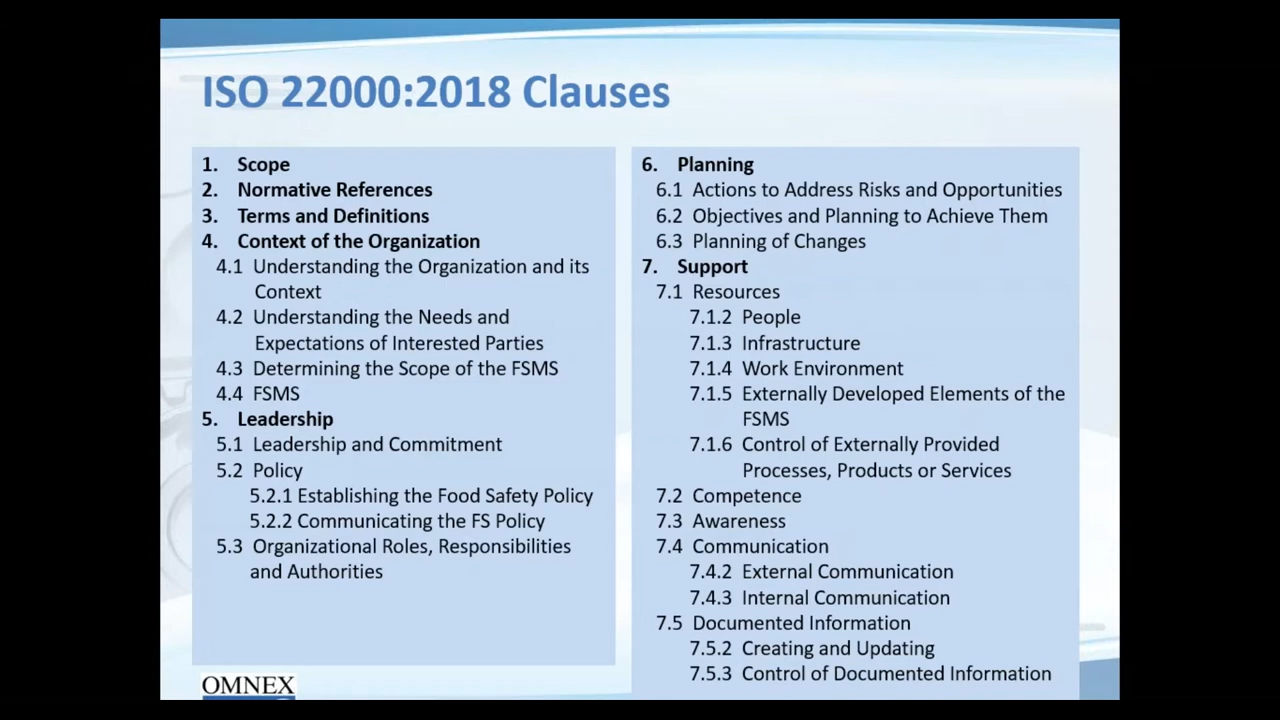 ISO 22000:2018 Clauses
1. Scope
2. Normative References
3. Terms and Definitions
4. Context of the Organization
4.1 Understanding the Organization and its
Context
4.2 Understanding the Needs and
Expectations of Interested Parties
4.3 Determining the Scope of the FSMS
4.4 FSMS
5. Leadership
5.1 Leadership and Commitment
5.2 Policy
5.2.1 Establishing the Food Safety Policy
5.2.2 Communicating the FS Policy
5.3 Organizational Roles, Responsibilities
and Authorities
6. Planning
6.1 Actions to Address Risks and Opportunities
6.2 Objectives and Planning to Achieve Them
6.3 Planning of Changes
7. Support
7.1 Resources
7.1.2 People
7.1.3 Infrastructure
7.1.4 Work Environment
7.1.5 Externally Developed Elements of the
FSMS
7.1.6 Control of Externally Provided
Processes, Products or Services
7.2 Competence
7.3 Awareness
7.4 Communication
7.4.2 External Communication
7.4.3 Internal Communication
7.5 Documented Information
7.5.2 Creating and Updating
7.5.3 Control of Documented Information
OMNEX